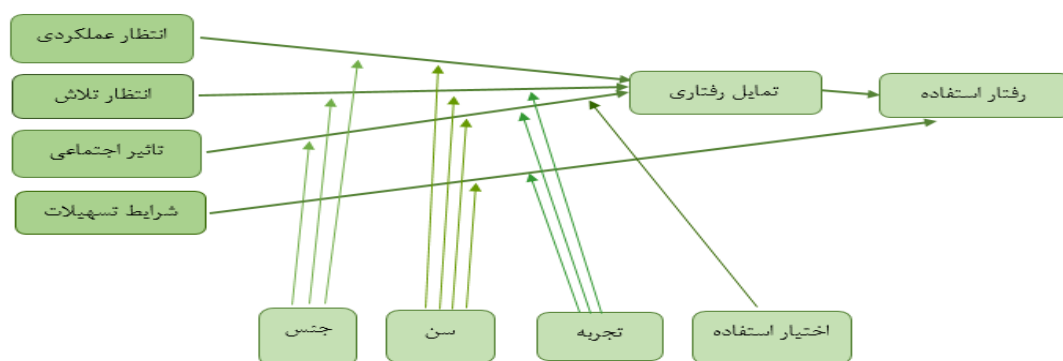 انتظار عملکردی
انتظار تلاش
تمایل رفتاری
رفتار استفاده
تاثیر اجتماعی
شرایط تسهیلات
جنس
سن
تجربه
اختیار استفاده